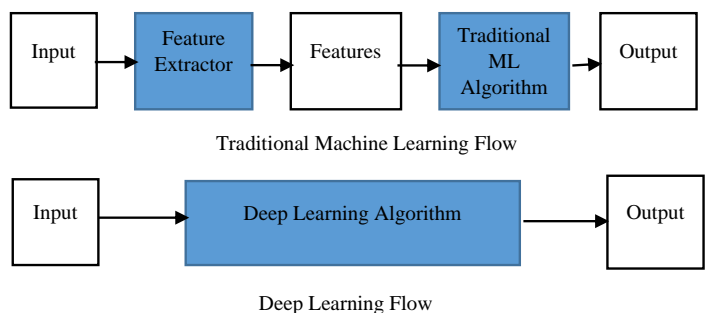 Input
Feature
Extractor
Features
Traditional
ML
Algorithm
Output
Traditional Machine Learning Flow
Input
Deep Learning Algorithm
Output
Deep Learning Flow